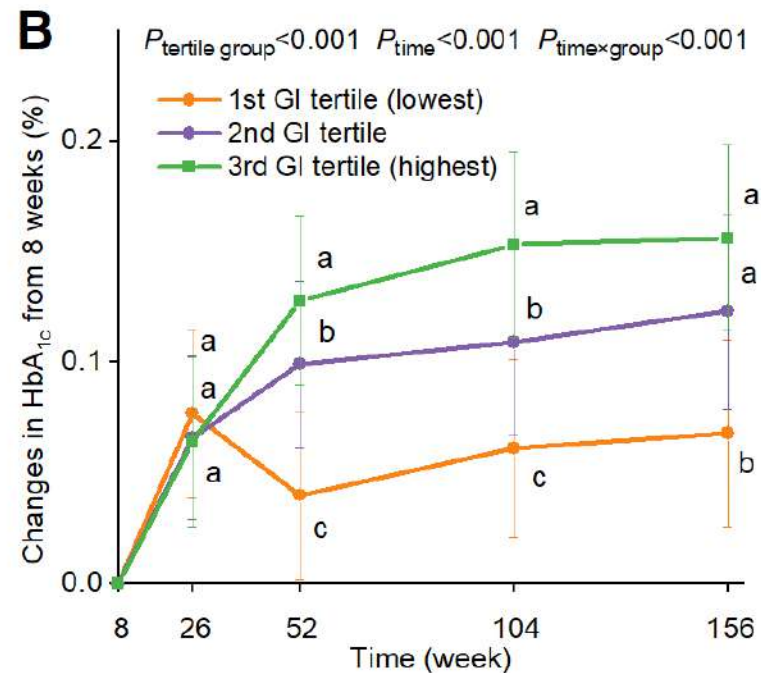 B
P tertile group<0.001 P time<0.001 P time×group<0.001
1st GI tertile (lowest)
2nd GI tertile
3rd GI tertile (highest)
Changes in HbA1c from 8 weeks (%)
0.2
0.1
0.0
a
a
a
a
b
c
a
b
c
a
a
b
8 26 52 104 156
Time (week)